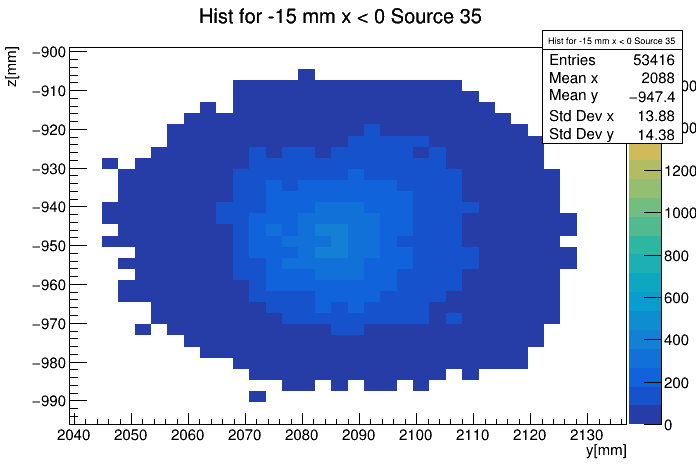 Hist for -15 mm x < 0 Source 35
Hist for -15 mm x < 0 Source 35
Entries 53416
Mean x 2088
Mean y −947.4
Std Dev x 13.88
Std Dev y 14.38
z[mm]
−900
−910
−920
−930
−940
−950
−960
−970
−980
−990
2040 2050 2060 2070 2080 2090 2100 2110 2120 2130
y[mm]
1200
1000
800
600
400
200
0